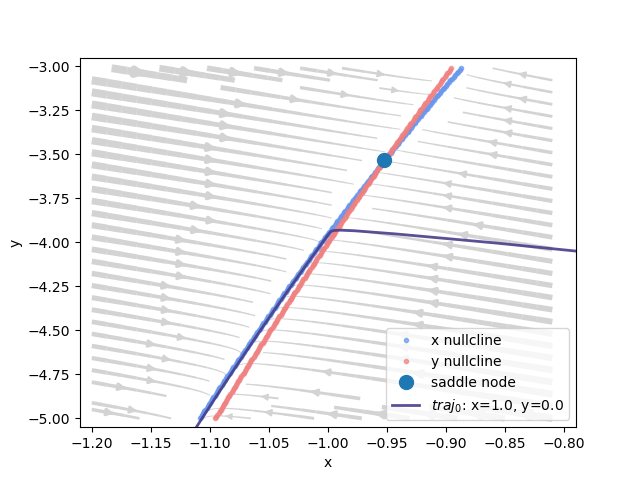 −3.00
−3.25
−3.50
−3.75
−4.00
−4.25
−4.50
−4.75
−5.00
y
x nullcline
y nullcline
saddle node
traj₀: x=1.0, y=0.0
−1.20 −1.15 −1.10 −1.05 −1.00 −0.95 −0.90 −0.85 −0.80
x